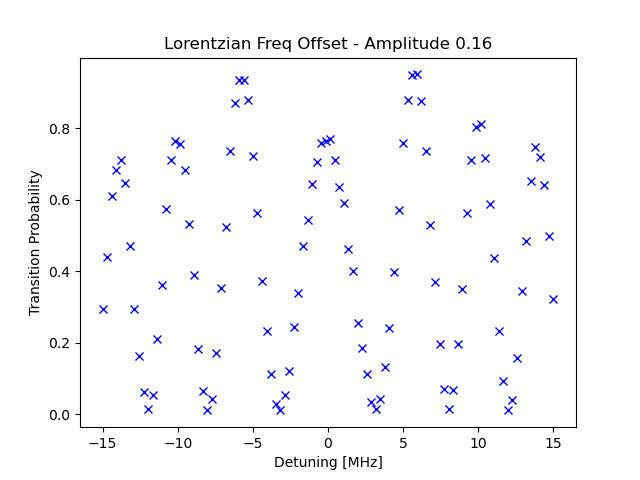 Lorentzian Freq Offset - Amplitude 0.16
Transition Probability
0.8
0.6
0.4
0.2
0.0
−15 −10 −5 0 5 10 15
Detuning [MHz]